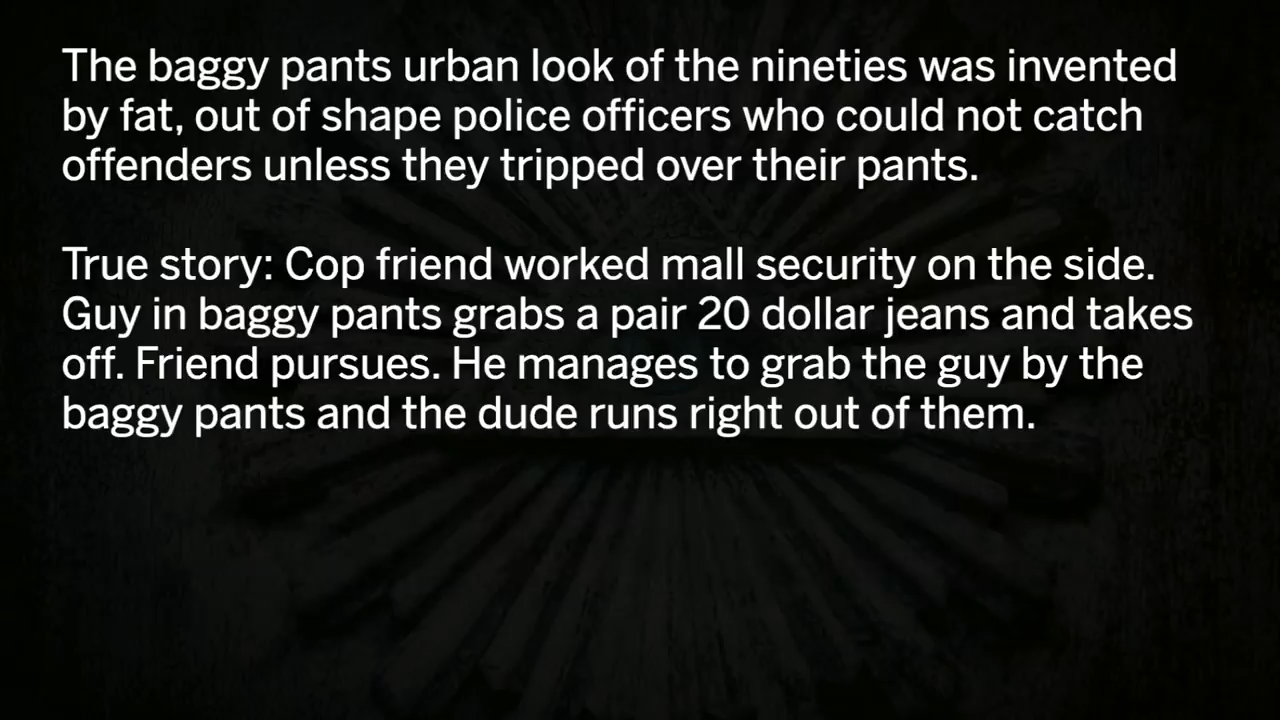 The baggy pants urban look of the nineties was invented
by fat, out of shape police officers who could not catch
offenders unless they tripped over their pants.
True story: Cop friend worked mall security on the side.
Guy in baggy pants grabs a pair 20 dollar jeans and takes
off. Friend pursues. He manages to grab the guy by the
baggy pants and the dude runs right out of them.